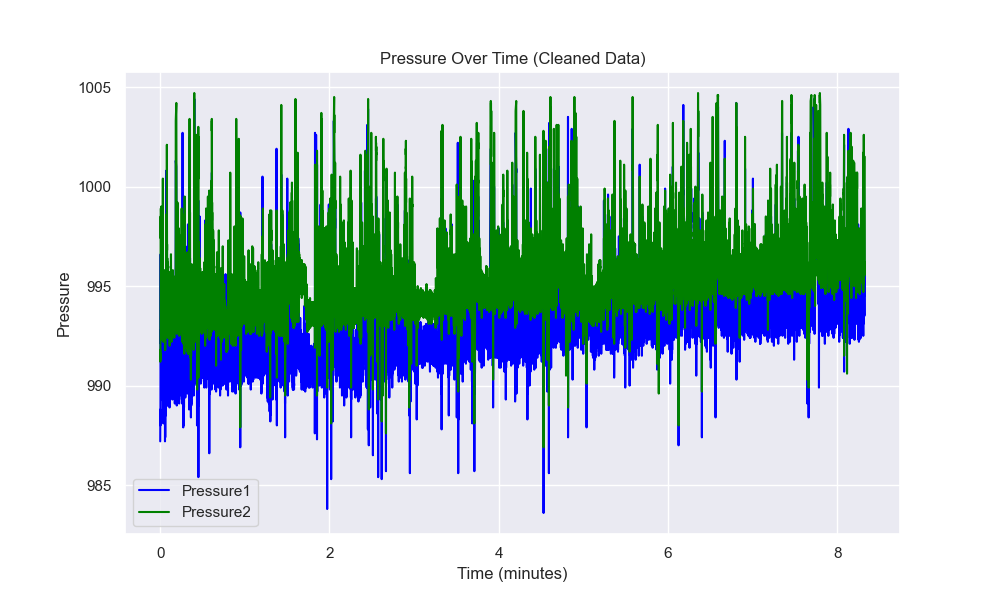 Pressure Over Time (Cleaned Data)
1005
1000
995
990
985
Pressure
Pressure1
Pressure2
0 2 4 6 8
Time (minutes)